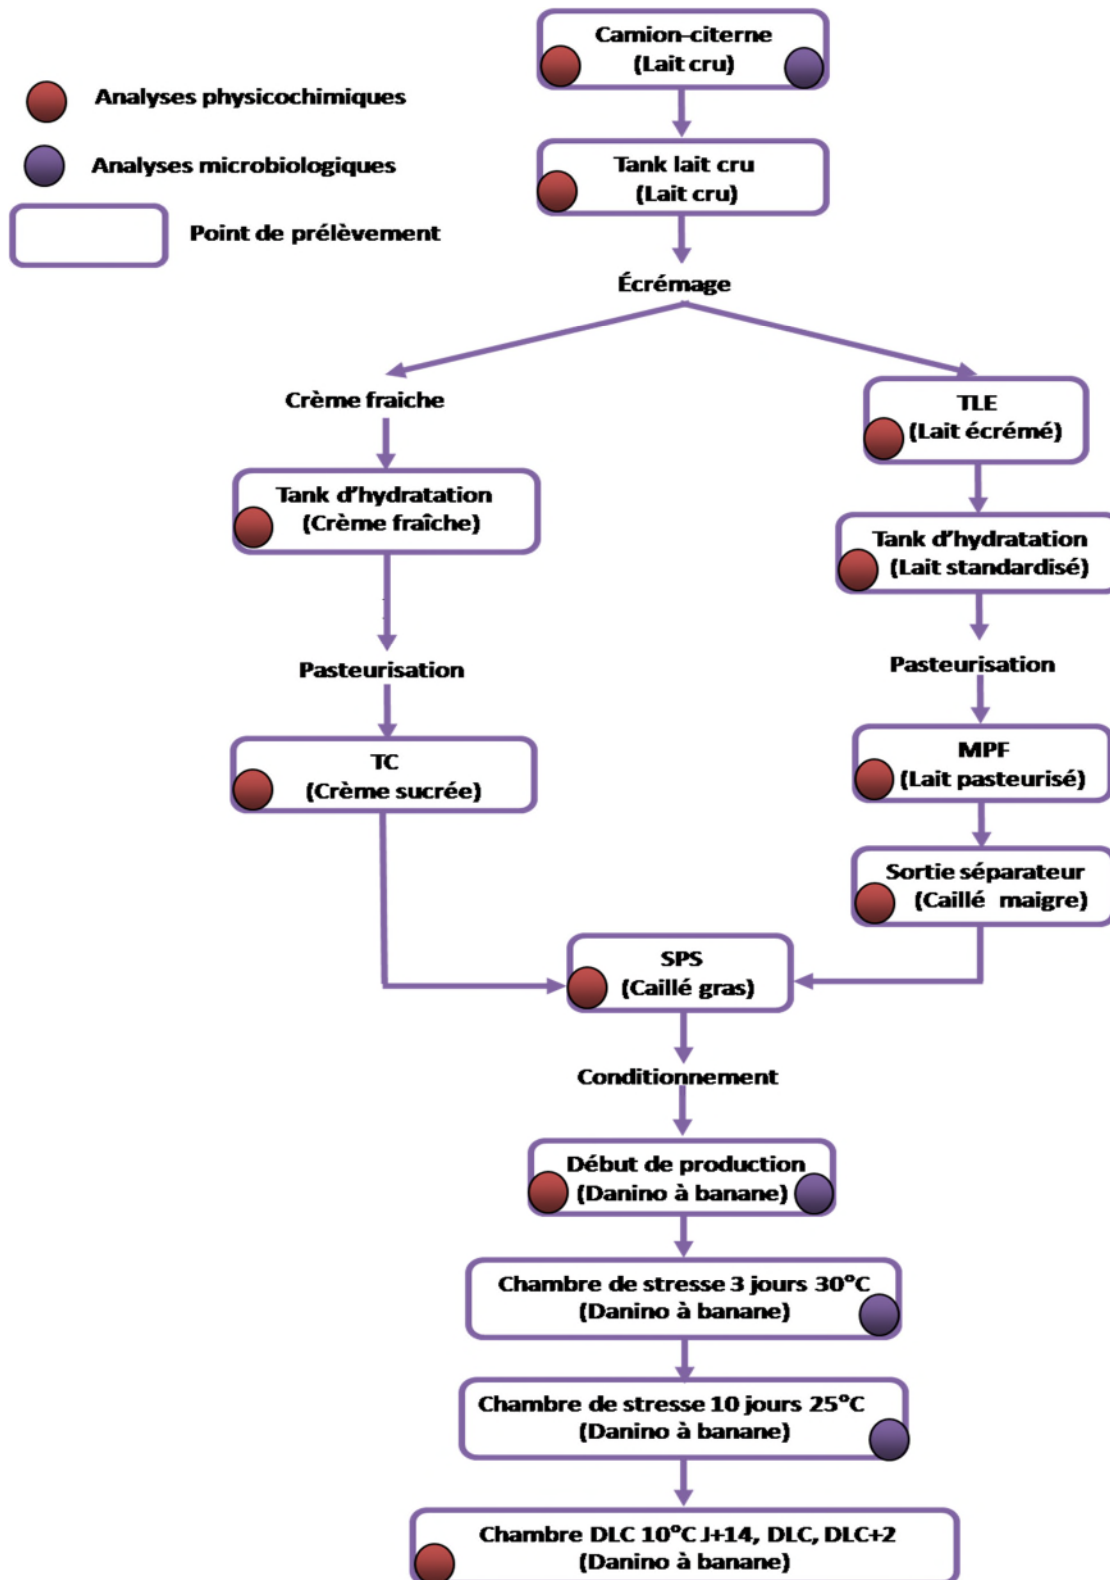 Camion-citerne
(Lait cru)
Analyses physicochimiques
Analyses microbiologiques
Point de prélèvement
Tank lait cru
(Lait cru)
Écrémage
Crème fraiche
TLE
(Lait écrémé)
Tank d'hydratation
(Crème fraîche)
Tank d'hydratation
(Lait standardisé)
Pasteurisation
Pasteurisation
TC
(Crème sucrée)
MPF
(Lait pasteurisé)
Sortie séparateur
(Caillé maigre)
SPS
(Caillé gras)
Conditionnement
Début de production
(Danino à banane)
Chambre de stresse 3 jours 30°C
(Danino à banane)
Chambre de stresse 10 jours 25°C
(Danino à banane)
Chambre DLC 10°C J+14, DLC, DLC+2
(Danino à banane)